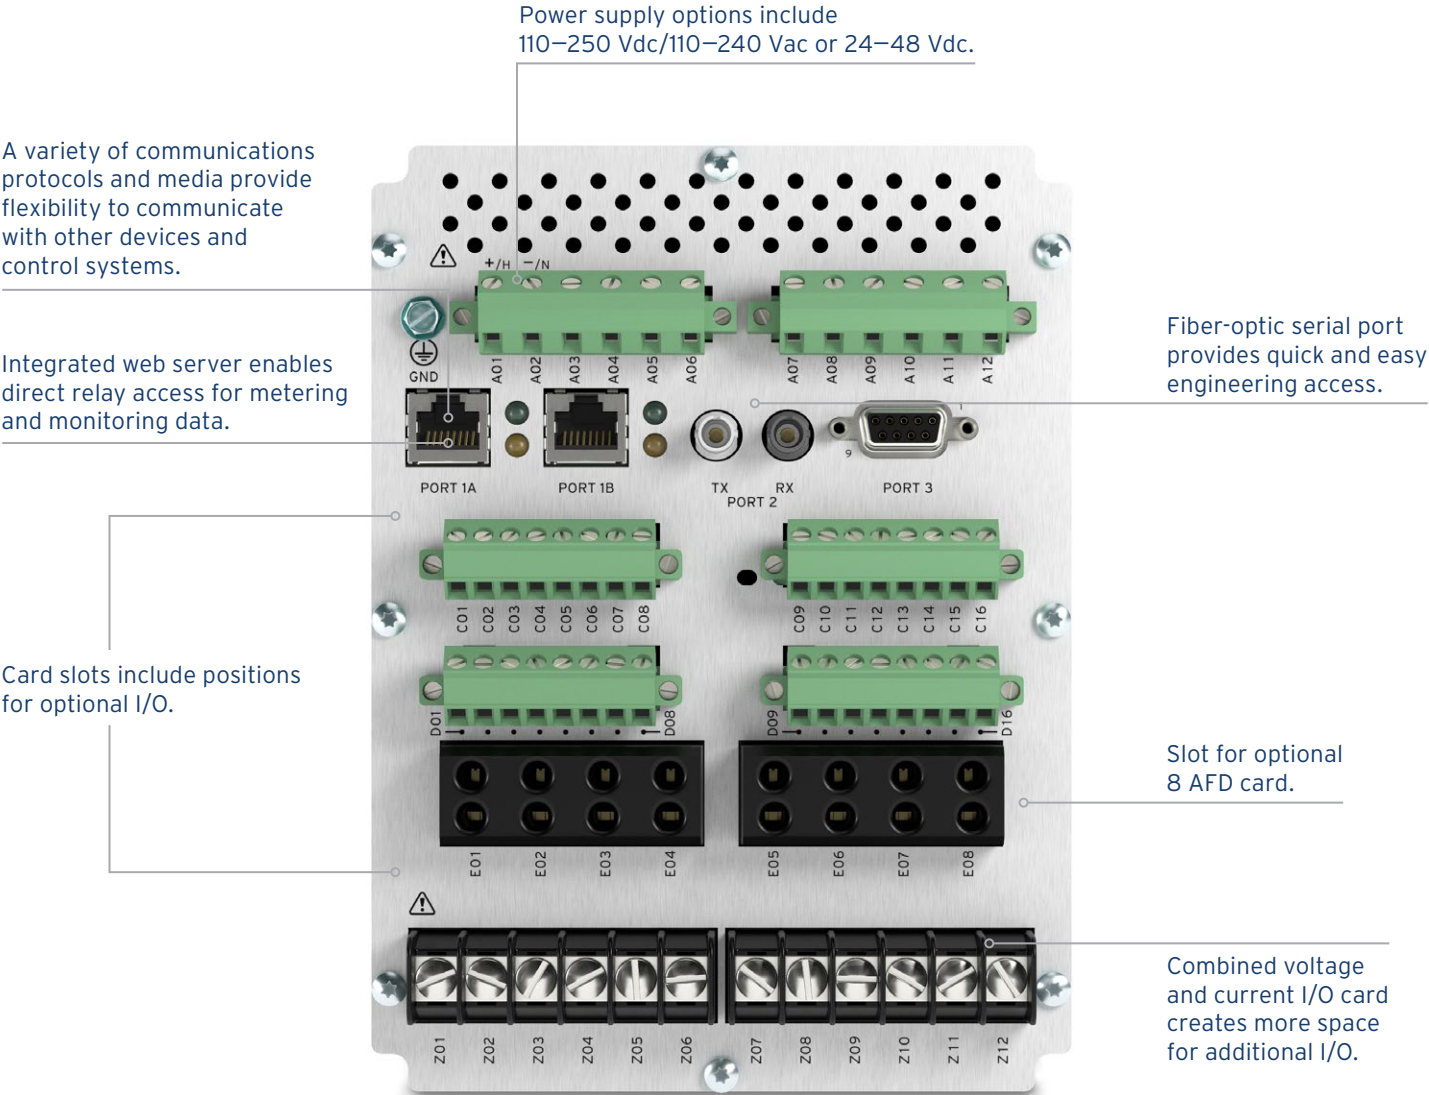 Power supply options include
110–250 Vdc/110–240 Vac or 24–48 Vdc.
A variety of communications
protocols and media provide
flexibility to communicate
with other devices and
control systems.
Integrated web server enables
direct relay access for metering
and monitoring data.
Card slots include positions
for optional I/O.
Fiber-optic serial port
provides quick and easy
engineering access.
Slot for optional
8 AFD card.
Combined voltage
and current I/O card
creates more space
for additional I/O.
+/H −/N
GND
A01 A02 A03 A04 A05 A06 A07 A08 A09 A10 A11 A12
1
9
PORT 1A PORT 1B TX RX PORT 3
PORT 2
C01 C02 C03 C04 C05 C06 C07 C08 C09 C10 C11 C12 C13 C14 C15 C16
D01 D08 D09 D16
E01 E02 E03 E04 E05 E06 E07 E08
Z01 Z02 Z03 Z04 Z05 Z06 Z07 Z08 Z09 Z10 Z11 Z12